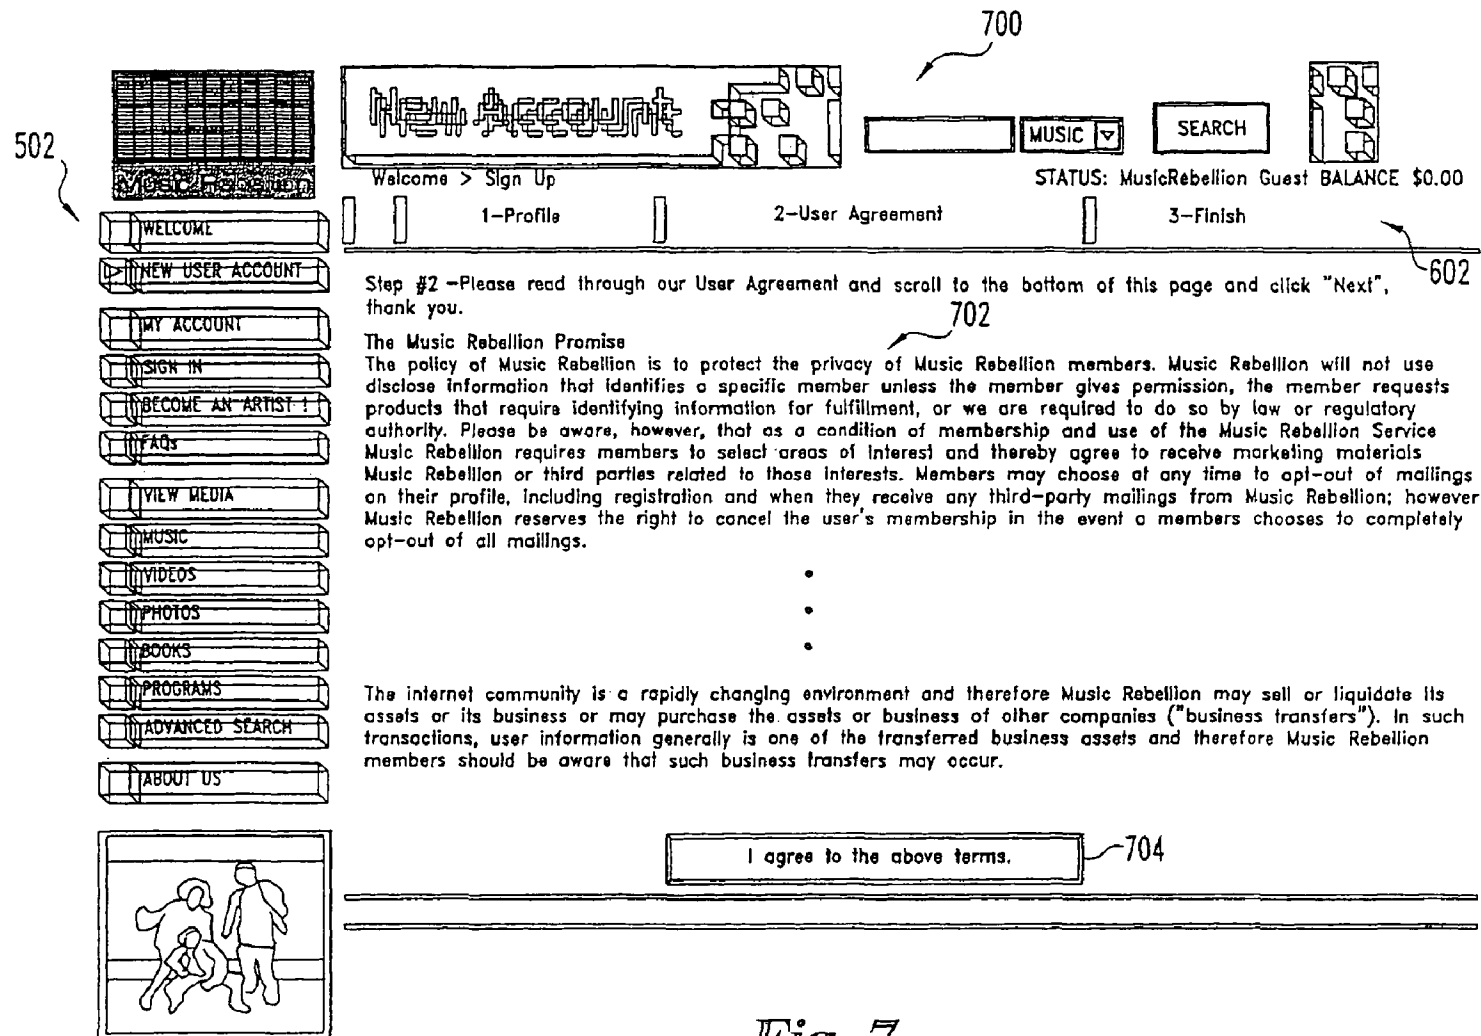 700
New Account
MUSIC
SEARCH
502
Music Rebellion
Welcome > Sign Up
STATUS: MusicRebellion Guest BALANCE $0.00
1-Profile
2-User Agreement
3-Finish
602
WELCOME
NEW USER ACCOUNT
MY ACCOUNT
SIGN IN
BECOME AN ARTIST !
FAQs
VIEW MEDIA
MUSIC
VIDEOS
PHOTOS
BOOKS
PROGRAMS
ADVANCED SEARCH
ABOUT US
Step #2 -Please read through our User Agreement and scroll to the bottom of this page and click "Next",
thank you.
702
The Music Rebellion Promise
The policy of Music Rebellion is to protect the privacy of Music Rebellion members. Music Rebellion will not use
disclose information that identifies a specific member unless the member gives permission, the member requests
products that require identifying information for fulfillment, or we are required to do so by law or regulatory
authority. Please be aware, however, that as a condition of membership and use of the Music Rebellion Service
Music Rebellion requires members to select areas of interest and thereby agree to receive marketing materials
Music Rebellion or third parties related to those interests. Members may choose at any time to opt-out of mailings
on their profile, including registration and when they receive any third-party mailings from Music Rebellion; however
Music Rebellion reserves the right to cancel the user's membership in the event a members chooses to completely
opt-out of all mailings.
The internet community is a rapidly changing environment and therefore Music Rebellion may sell or liquidate its
assets or its business or may purchase the assets or business of other companies ("business transfers"). In such
transactions, user information generally is one of the transferred business assets and therefore Music Rebellion
members should be aware that such business transfers may occur.
I agree to the above terms.
704
Fig. 7